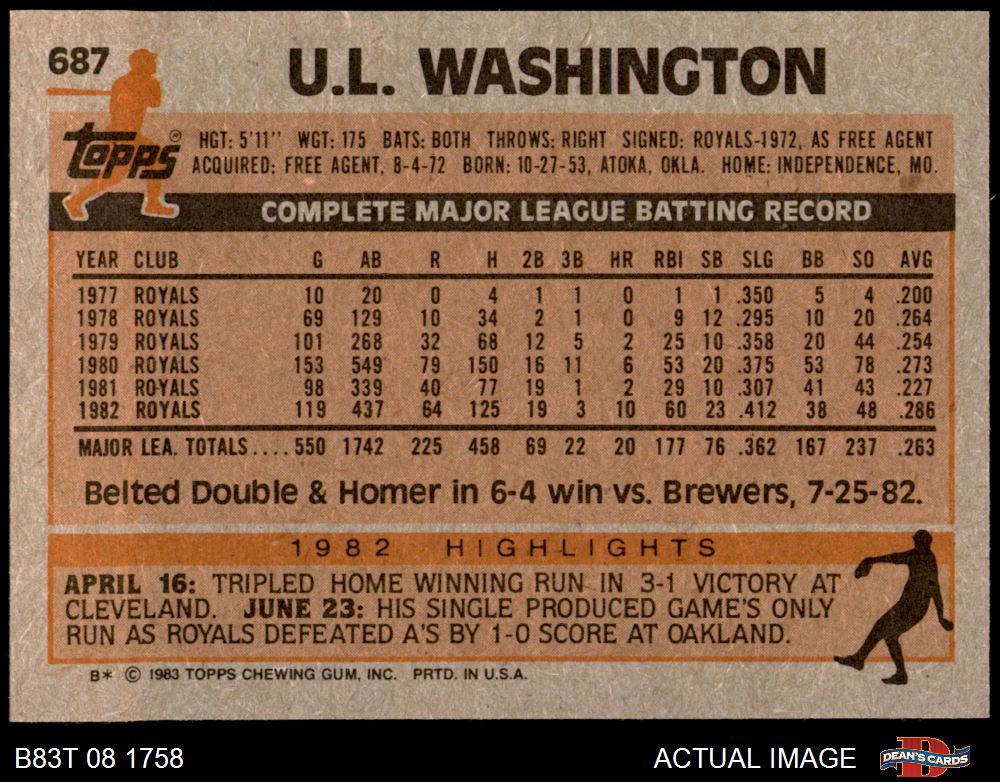 687
U.L. WASHINGTON
Topps®
HGT: 5'11" WGT: 175 BATS: BOTH THROWS: RIGHT SIGNED: ROYALS-1972, AS FREE AGENT
ACQUIRED: FREE AGENT, 8-4-72 BORN: 10-27-53, ATOKA, OKLA. HOME: INDEPENDENCE, MO.
COMPLETE MAJOR LEAGUE BATTING RECORD
YEAR CLUB G AB R H 2B 3B HR RBI SB SLG BB SO AVG
1977 ROYALS 10 20 0 4 1 1 0 1 1 .350 5 4 .200
1978 ROYALS 69 129 10 34 2 1 0 9 12 .295 10 20 .264
1979 ROYALS 101 268 32 68 12 5 2 25 10 .358 20 44 .254
1980 ROYALS 153 549 79 150 16 11 6 53 20 .375 53 78 .273
1981 ROYALS 98 339 40 77 19 1 2 29 10 .307 41 43 .227
1982 ROYALS 119 437 64 125 19 3 10 60 23 .412 38 48 .286
MAJOR LEA. TOTALS....550 1742 225 458 69 22 20 177 76 .362 167 237 .263
Belted Double & Homer in 6-4 win vs. Brewers, 7-25-82.
1982 HIGHLIGHTS
APRIL 16: TRIPLED HOME WINNING RUN IN 3-1 VICTORY AT
CLEVELAND. JUNE 23: HIS SINGLE PRODUCED GAME'S ONLY
RUN AS ROYALS DEFEATED A'S BY 1-0 SCORE AT OAKLAND.
B* © 1983 TOPPS CHEWING GUM, INC. PRTD. IN U.S.A.
B83T 08 1758 ACTUAL IMAGE D DEAN'S CARDS